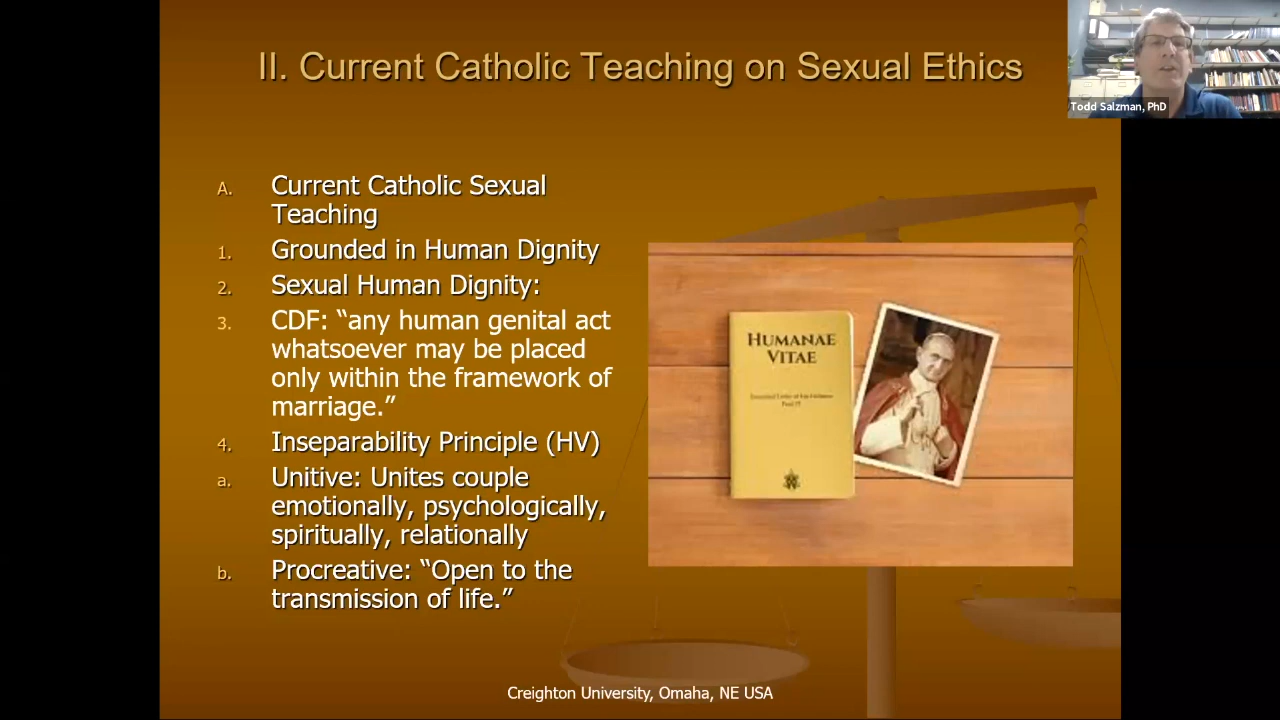 II. Current Catholic Teaching on Sexual Ethics
Todd Salzman, PhD
A. Current Catholic Sexual
Teaching
1. Grounded in Human Dignity
2. Sexual Human Dignity:
3. CDF: “any human genital act
whatsoever may be placed
only within the framework of
marriage.”
4. Inseparability Principle (HV)
a. Unitive: Unites couple
emotionally, psychologically,
spiritually, relationally
b. Procreative: “Open to the
transmission of life.”
HUMANAE
VITAE
Paul VI
Creighton University, Omaha, NE USA